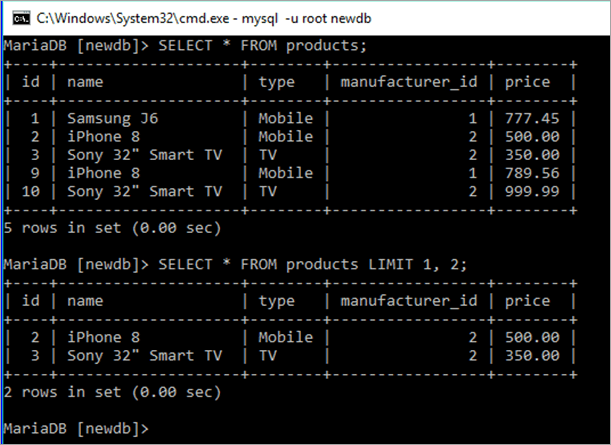 C:\Windows\System32\cmd.exe - mysql  -u root newdb
MariaDB [newdb]> SELECT * FROM products;
+----+--------------------+--------+-----------------+--------+
| id | name               | type   | manufacturer_id | price  |
+----+--------------------+--------+-----------------+--------+
|  1 | Samsung J6         | Mobile |               1 | 777.45 |
|  2 | iPhone 8           | Mobile |               2 | 500.00 |
|  3 | Sony 32" Smart TV  | TV     |               2 | 350.00 |
|  9 | iPhone 8           | Mobile |               1 | 789.56 |
| 10 | Sony 32" Smart TV  | TV     |               2 | 999.99 |
+----+--------------------+--------+-----------------+--------+
5 rows in set (0.00 sec)
MariaDB [newdb]> SELECT * FROM products LIMIT 1, 2;
+----+--------------------+--------+-----------------+--------+
| id | name               | type   | manufacturer_id | price  |
+----+--------------------+--------+-----------------+--------+
|  2 | iPhone 8           | Mobile |               2 | 500.00 |
|  3 | Sony 32" Smart TV  | TV     |               2 | 350.00 |
+----+--------------------+--------+-----------------+--------+
2 rows in set (0.00 sec)
MariaDB [newdb]>